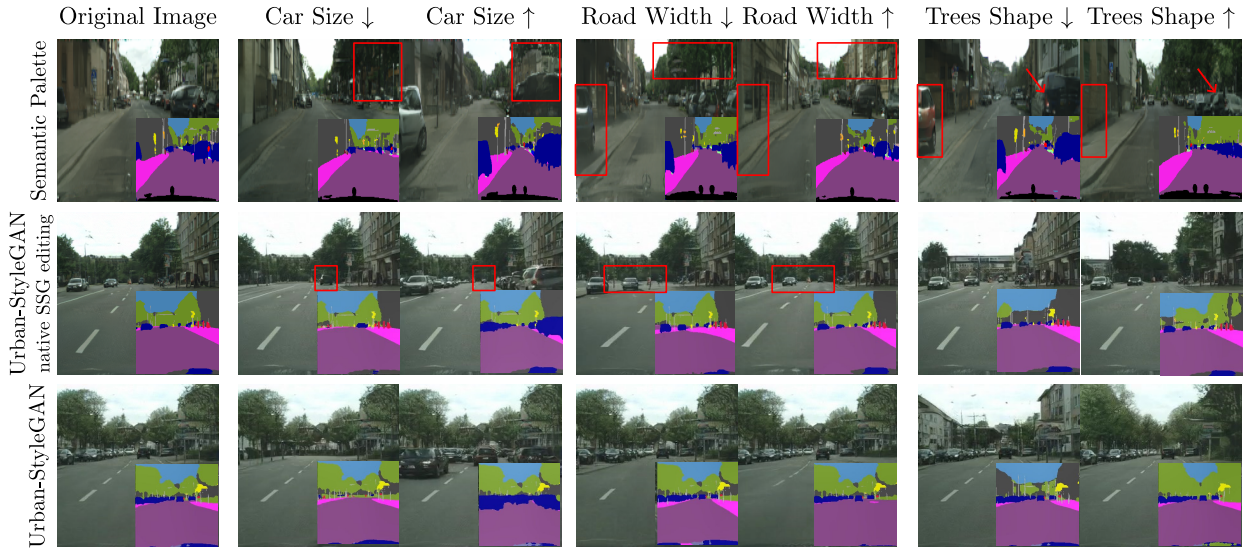 Original Image
Car Size ↓
Car Size ↑
Road Width ↓
Road Width ↑
Trees Shape ↓
Trees Shape ↑
Semantic Palette
Urban-StyleGAN
native SSG editing
Urban-StyleGAN